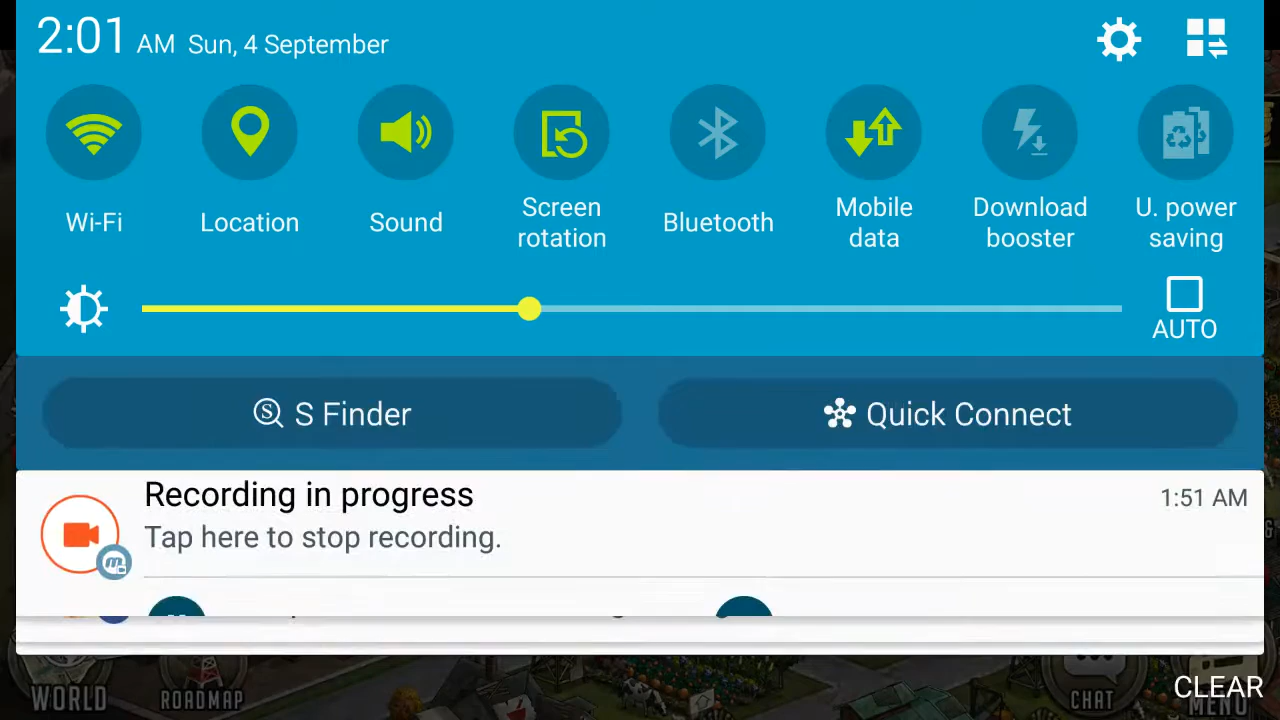 2:01 AM Sun, 4 September
Wi-Fi
Location
Sound
Screen
rotation
Bluetooth
Mobile
data
Download
booster
U. power
saving
AUTO
S Finder
Quick Connect
Recording in progress
1:51 AM
Tap here to stop recording.
WORLD
ROADMAP
CHAT
MENU
CLEAR